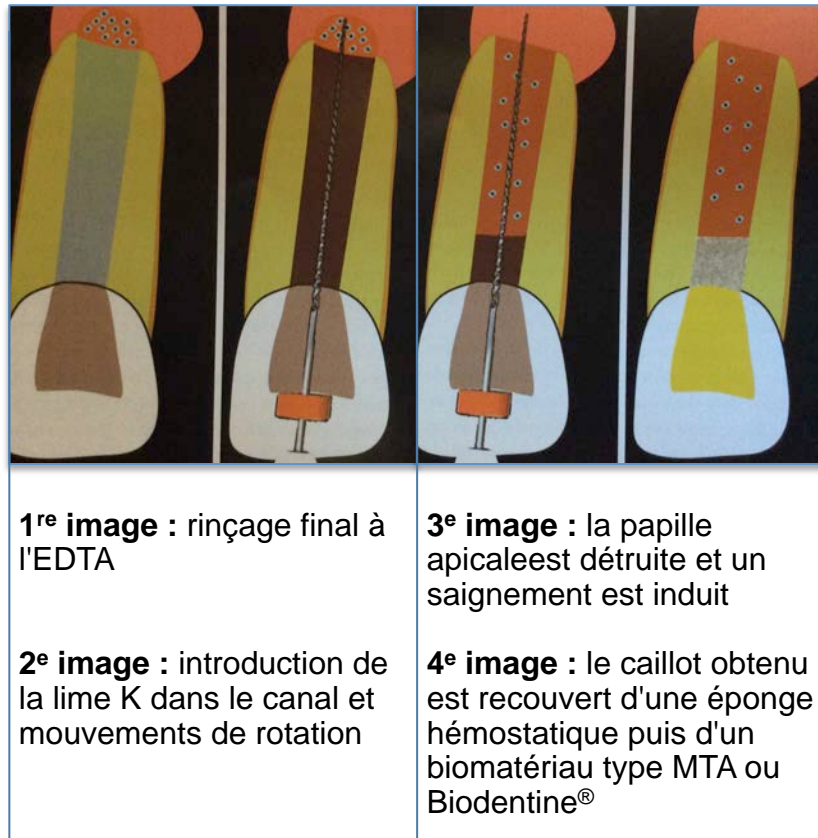 1re image : rinçage final à
l'EDTA
2e image : introduction de
la lime K dans le canal et
mouvements de rotation
3e image : la papille
apicaleest détruite et un
saignement est induit
4e image : le caillot obtenu
est recouvert d'une éponge
hémostatique puis d'un
biomatériau type MTA ou
Biodentine®